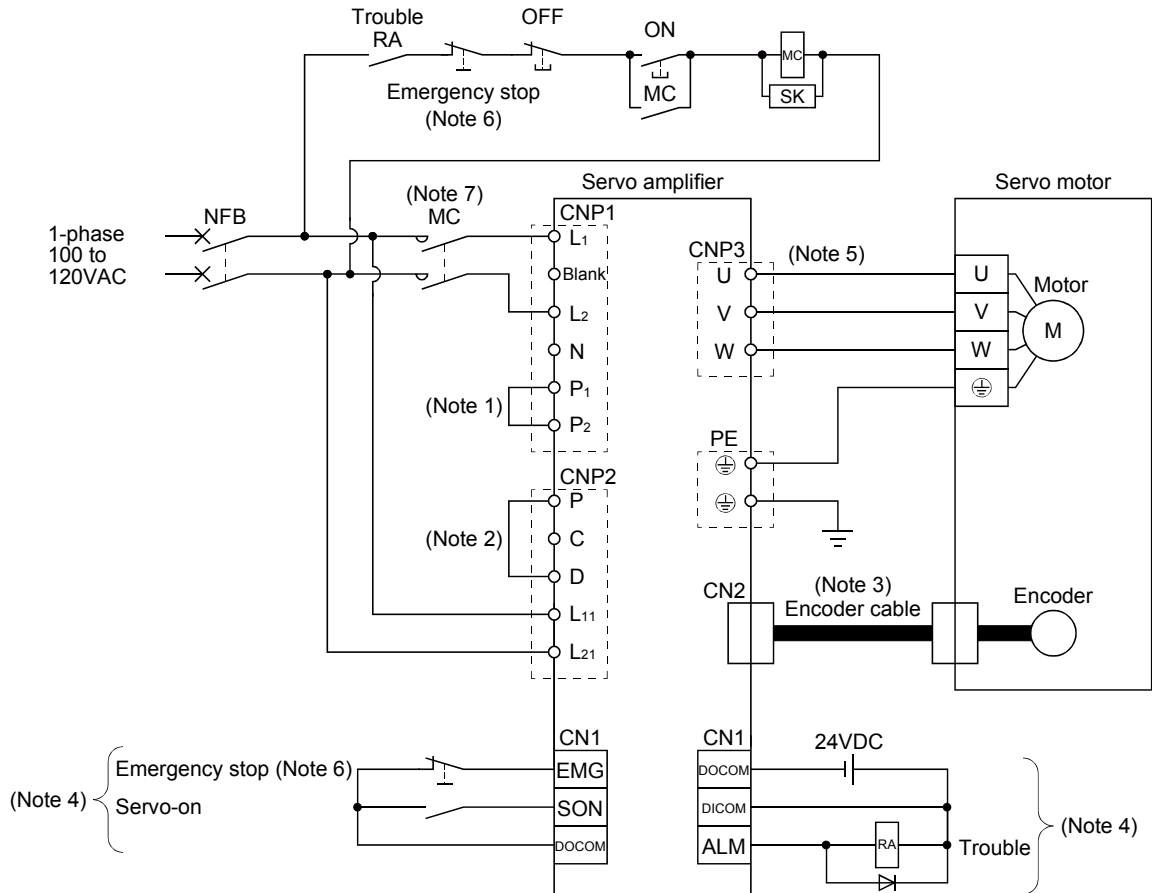 Trouble
RA
OFF
ON
MC
Emergency stop
(Note 6)
MC
SK
Servo amplifier
Servo motor
(Note 7)
MC
NFB
1-phase
100 to
120VAC
CNP1
L1
Blank
L2
N
P1
P2
(Note 1)
CNP2
P
C
D
L11
L21
(Note 2)
CNP3
U
V
W
(Note 5)
U
V
W
Motor
M
PE
CN2
(Note 3)
Encoder cable
Encoder
CN1
EMG
SON
DOCOM
Emergency stop (Note 6)
Servo-on
(Note 4)
CN1
DOCOM
DICOM
ALM
24VDC
RA
Trouble
(Note 4)